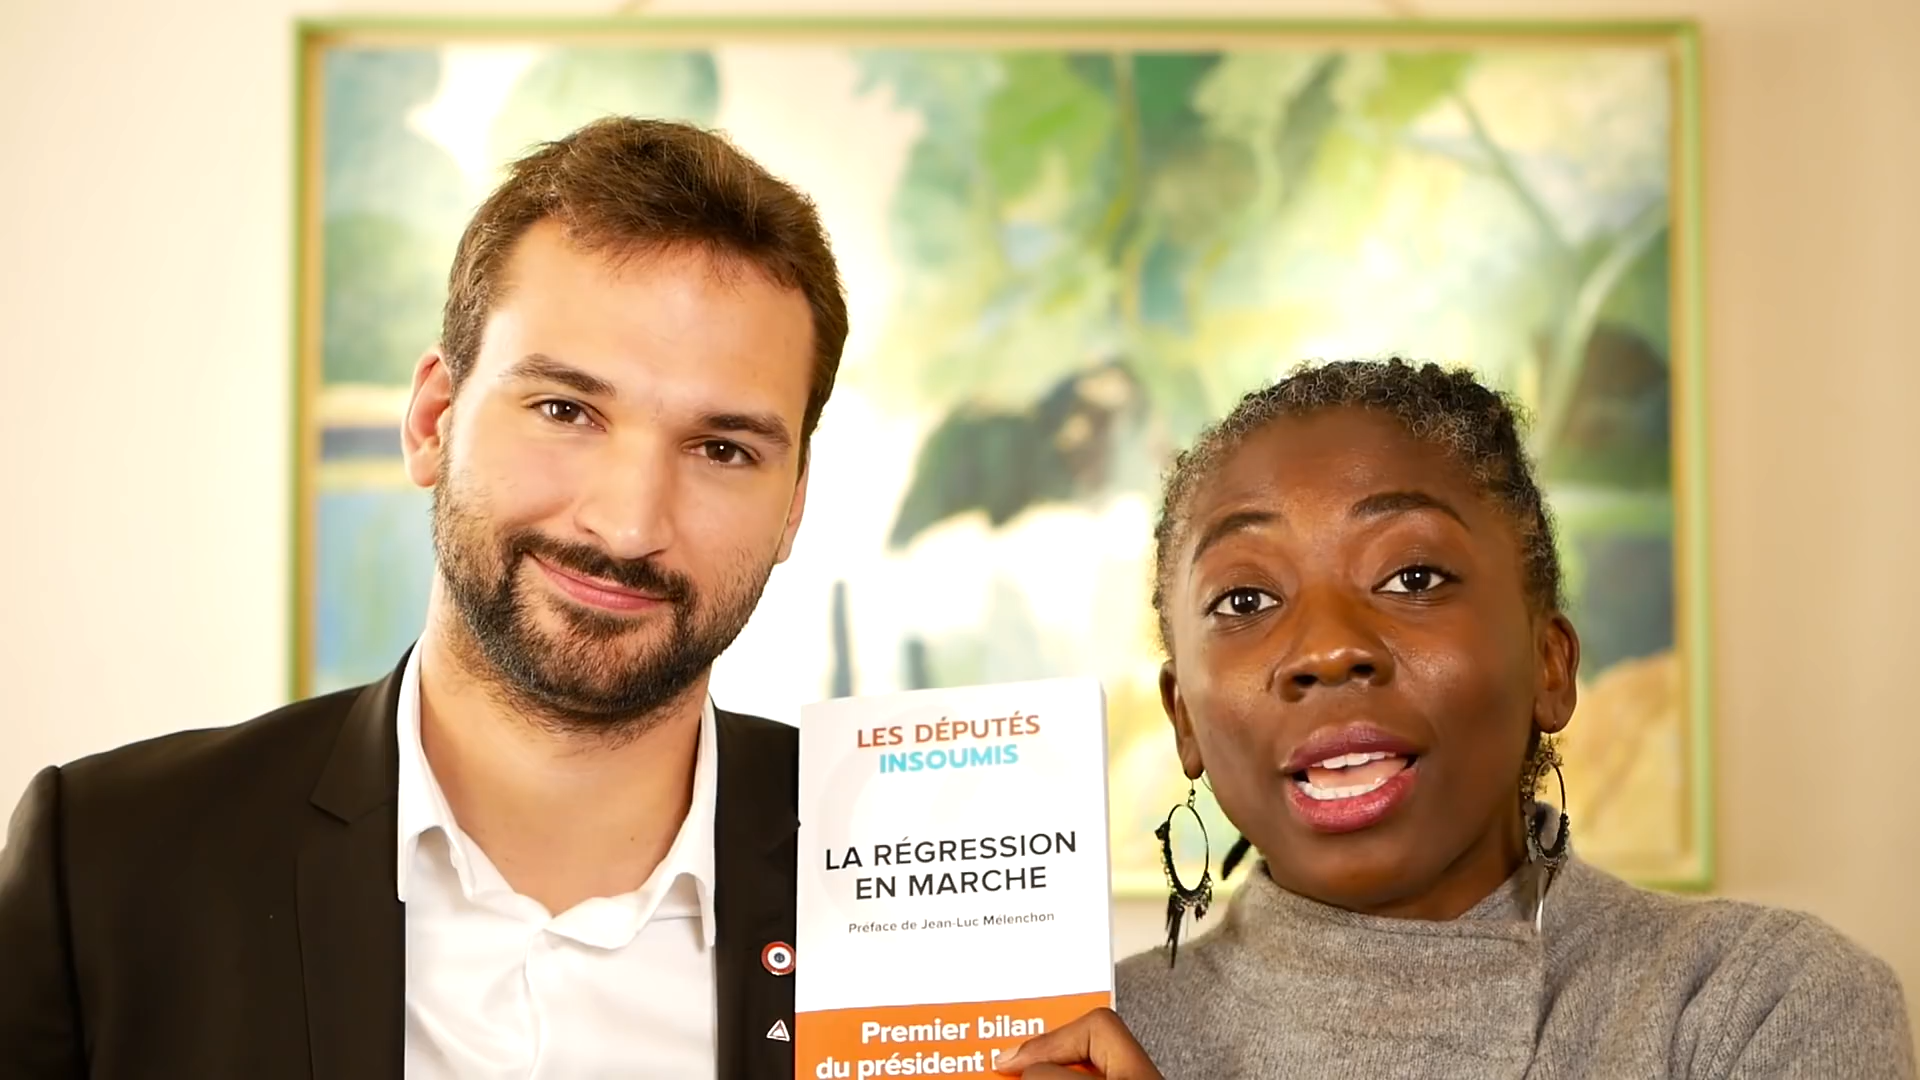 LES DÉPUTÉS
INSOUMIS
LA RÉGRESSION
EN MARCHE
Préface de Jean-Luc Mélenchon
Premier bilan
du président